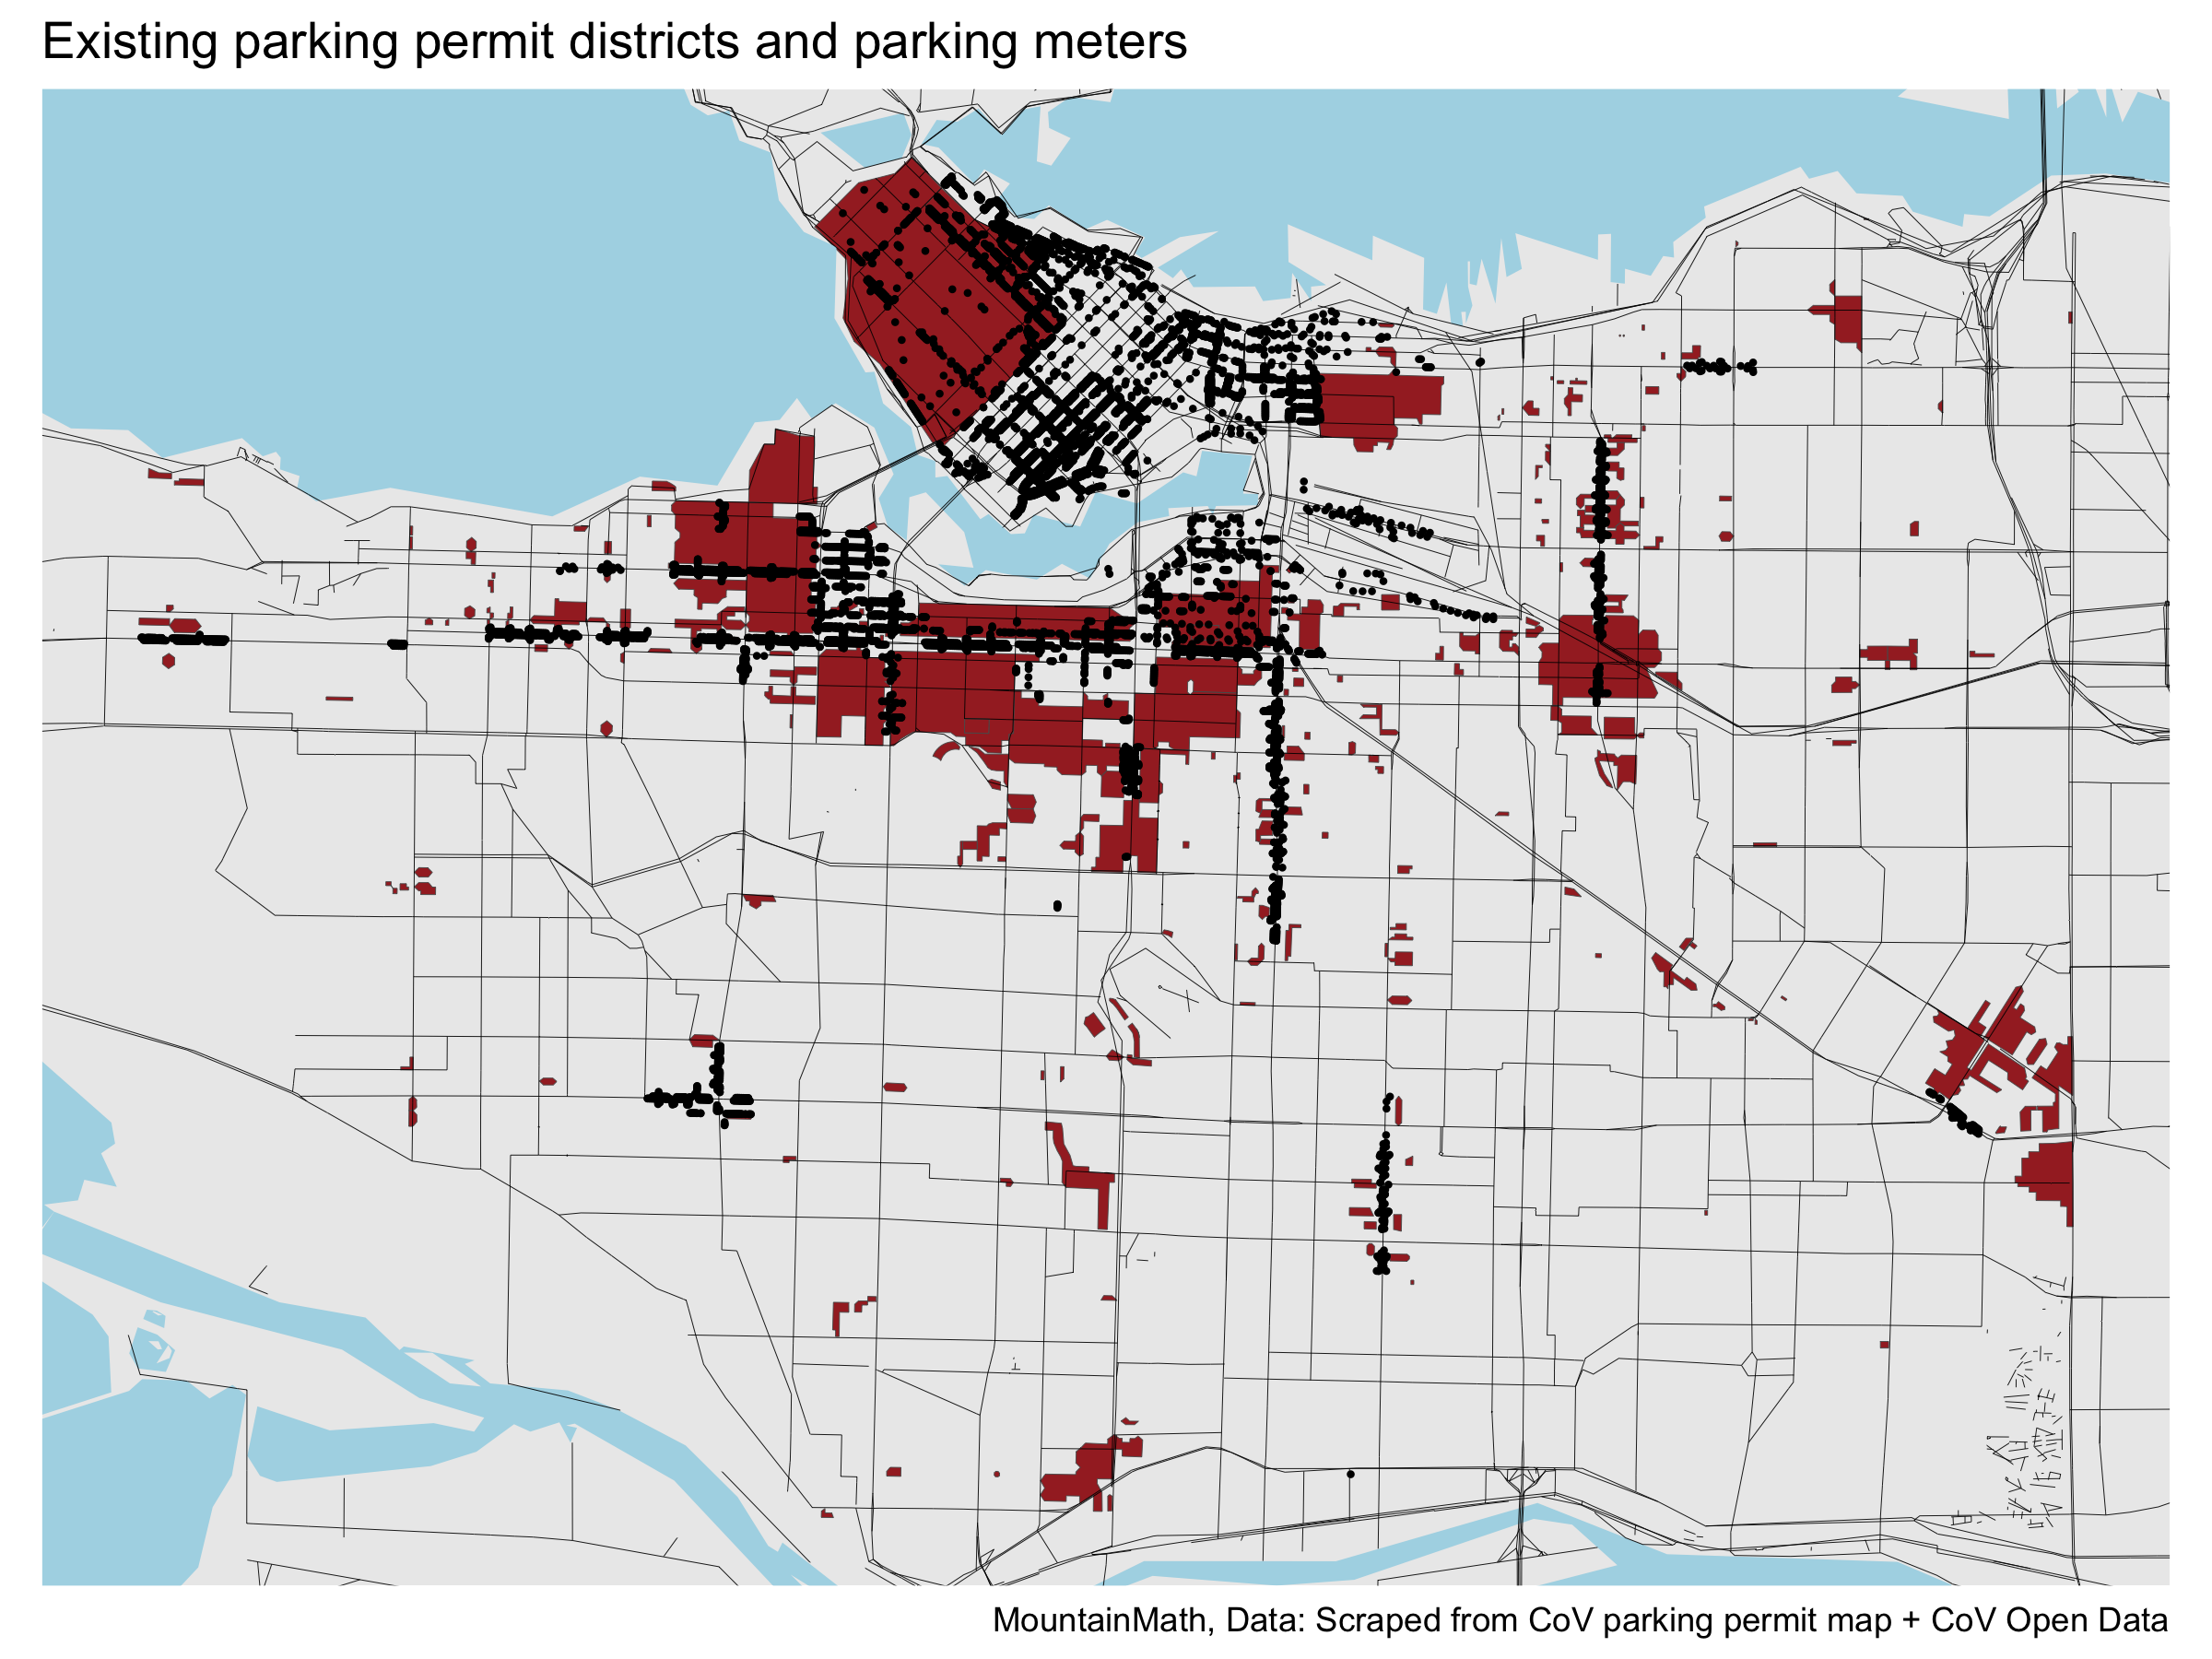 Existing parking permit districts and parking meters
MountainMath, Data: Scraped from CoV parking permit map + CoV Open Data